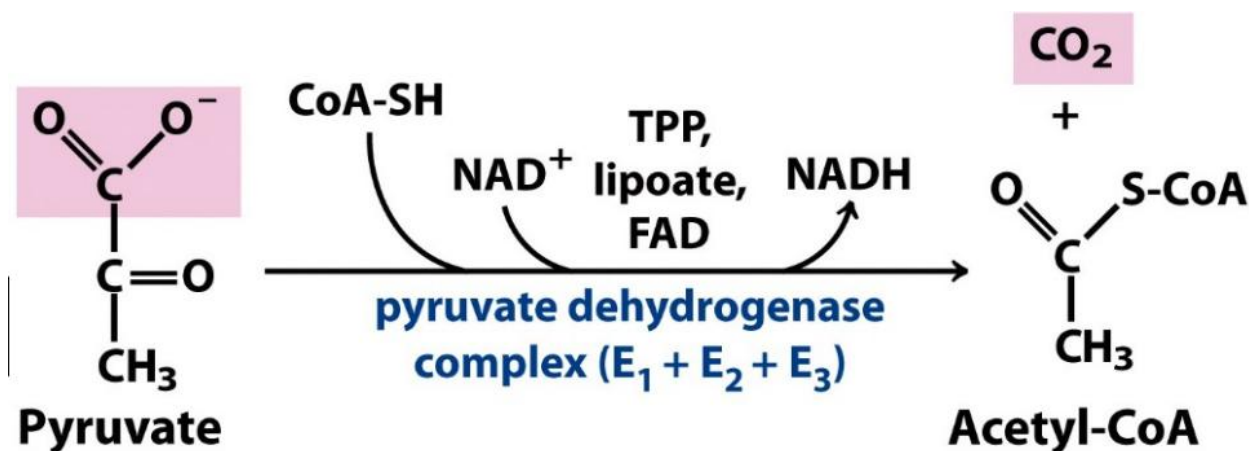 O O⁻
C
C=O
CH₃
Pyruvate
CoA-SH
NAD⁺
TPP,
lipoate,
FAD
NADH
pyruvate dehydrogenase
complex (E₁ + E₂ + E₃)
CO₂
+
O S-CoA
C
CH₃
Acetyl-CoA